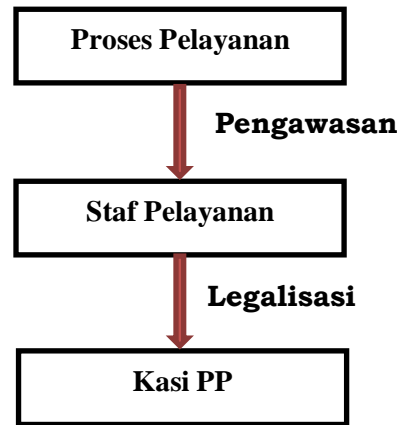 Proses Pelayanan
Pengawasan
Staf Pelayanan
Legalisasi
Kasi PP